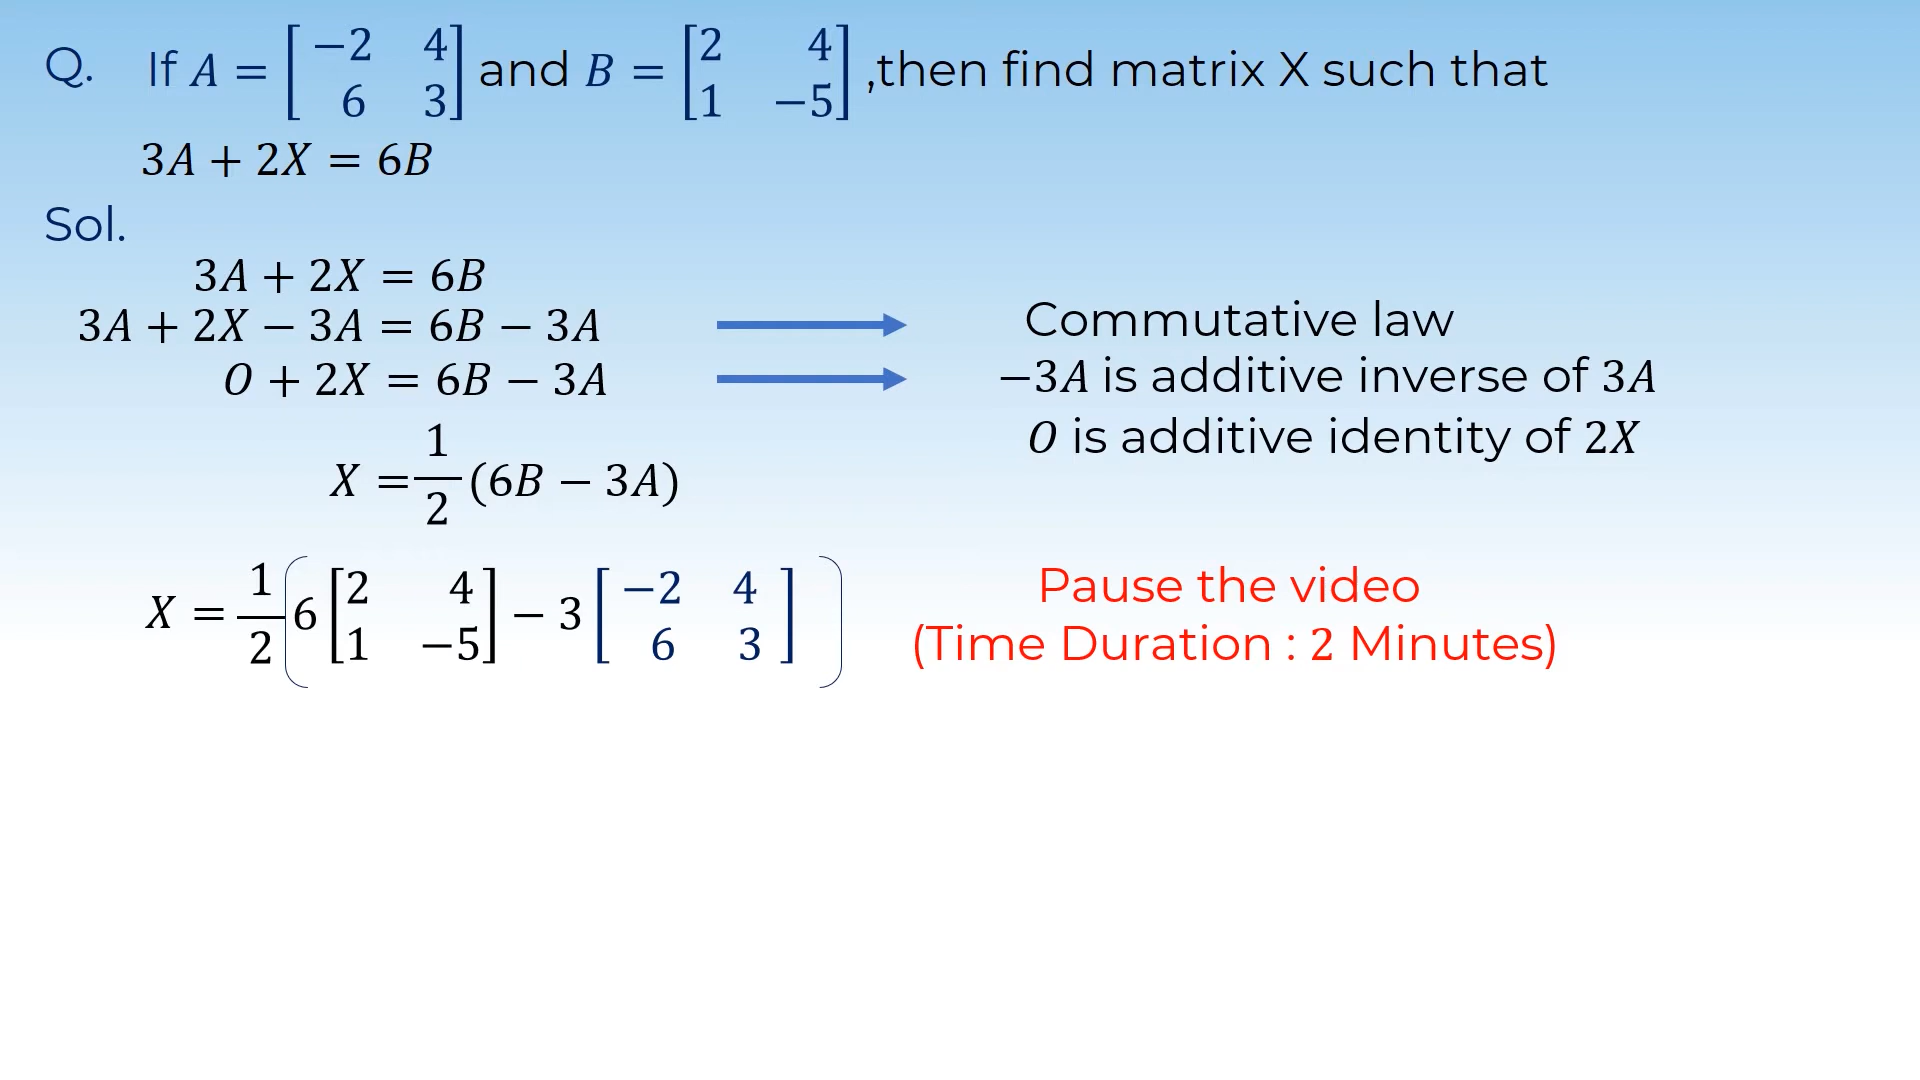 Q. If A = [−2 4; 6 3] and B = [2 4; 1 −5] ,then find matrix X such that
3A + 2X = 6B
Sol.
3A + 2X = 6B
3A + 2X − 3A = 6B − 3A Commutative law
O + 2X = 6B − 3A −3A is additive inverse of 3A
O is additive identity of 2X
X = 1/2 (6B − 3A)
X = 1/2 (6 [2 4; 1 −5] − 3 [−2 4; 6 3])
Pause the video
(Time Duration : 2 Minutes)